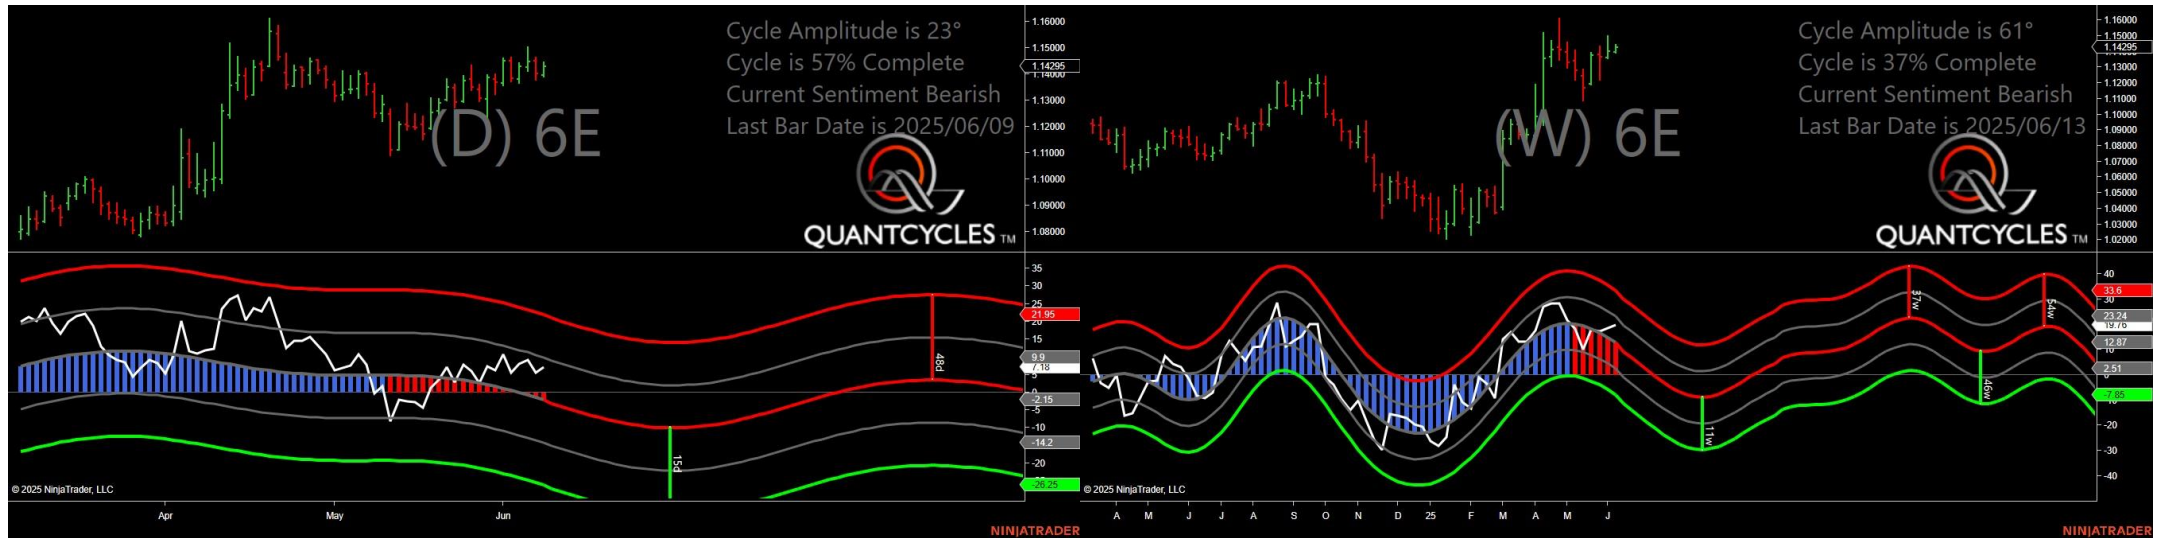 Cycle Amplitude is 23°
Cycle is 57% Complete
Current Sentiment Bearish
Last Bar Date is 2025/06/09
(D) 6E
QUANTCYCLES TM
1.16000
1.15000
1.14295
1.14000
1.13000
1.12000
1.11000
1.10000
1.09000
1.08000
35
30
25
21.95
20
15
9.9
7.18
5
0
-2.15
-5
-10
-14.2
-20
-26.25
48d
15d
© 2025 NinjaTrader, LLC
Apr May Jun
NINJATRADER
Cycle Amplitude is 61°
Cycle is 37% Complete
Current Sentiment Bearish
Last Bar Date is 2025/06/13
(W) 6E
QUANTCYCLES TM
1.16000
1.15000
1.14295
1.13000
1.12000
1.11000
1.10000
1.09000
1.08000
1.07000
1.06000
1.05000
1.04000
1.03000
1.02000
40
33.6
30
23.24
19.76
12.87
10
2.51
0
-7.85
-20
-30
-40
37w
54w
46w
11w
© 2025 NinjaTrader, LLC
A M J J A S O N D 25 F M A M J
NINJATRADER